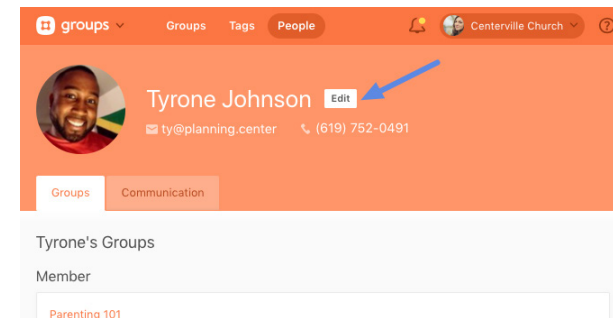 groups Groups Tags People Centerville Church ?
Tyrone Johnson Edit
ty@planning.center (619) 752-0491
Groups Communication
Tyrone's Groups
Member
Parenting 101